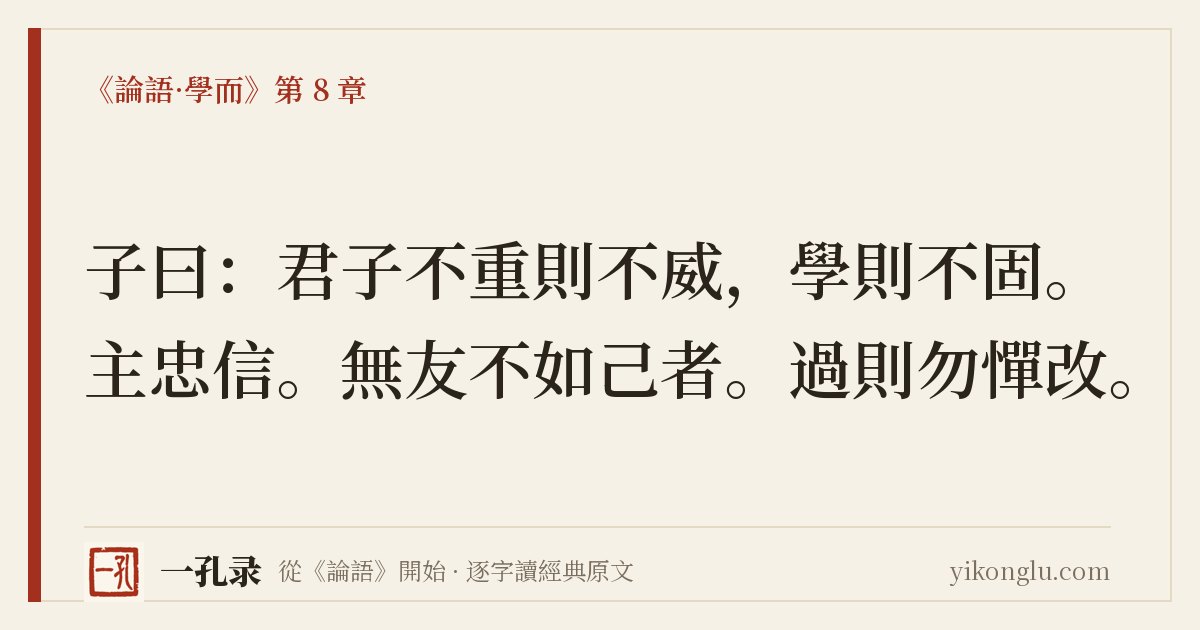 《論語·學而》第 8 章
子曰：君子不重則不威，學則不固。
主忠信。無友不如己者。過則勿憚改。
一孔
一孔录 從《論語》開始 · 逐字讀經典原文 yikonglu.com